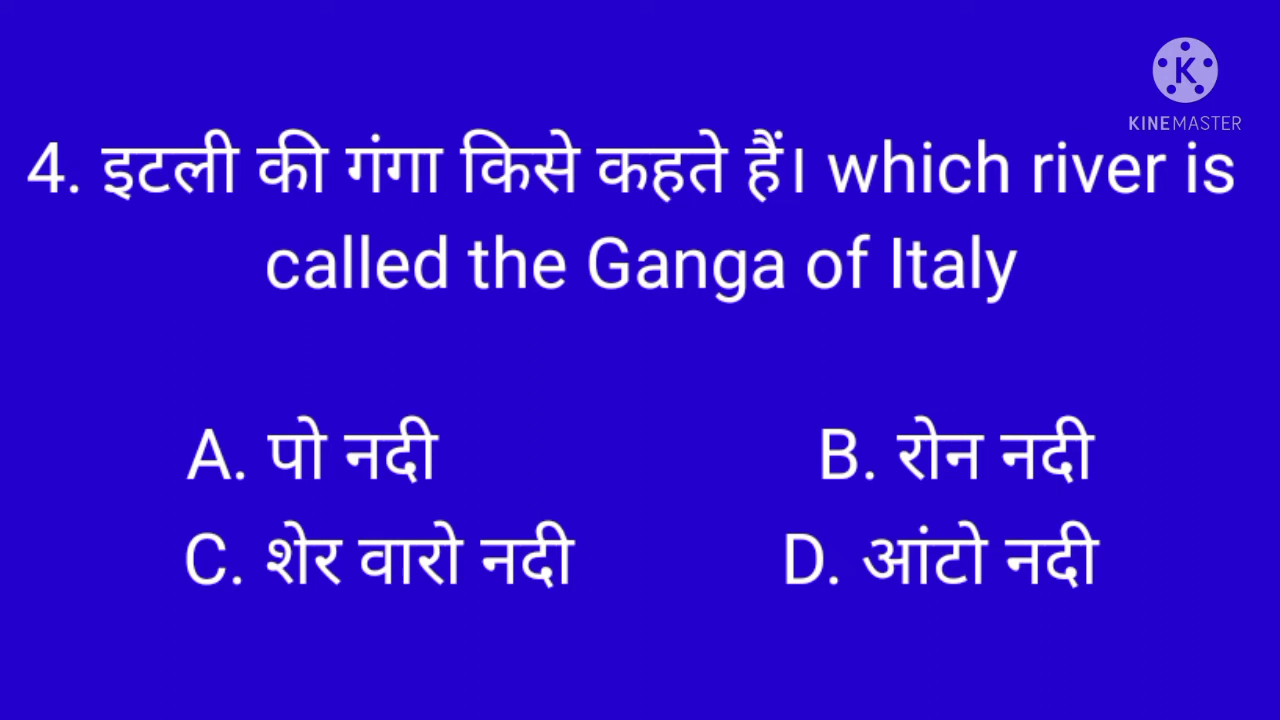 KINEMASTER
4. इटली की गंगा किसे कहते हैं। which river is
called the Ganga of Italy
A. पो नदी B. रोन नदी
C. शेर वारो नदी D. आंटो नदी